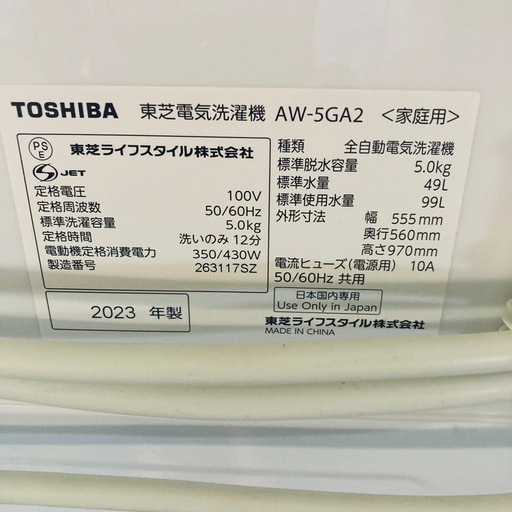 TOSHIBA 東芝電気洗濯機 AW-5GA2 <家庭用>
PS
E
東芝ライフスタイル株式会社
S JET
定格電圧 100V
定格周波数 50/60Hz
標準洗濯容量 5.0kg
定格時間 洗いのみ 12分
電動機定格消費電力 350/430W
製造番号 263117SZ
2023 年製
種類 全自動電気洗濯機
標準脱水容量 5.0kg
標準水量 49L
標準使用水量 99L
外形寸法 幅 555mm
奥行560mm
高さ970mm
電流ヒューズ(電源用) 10A
50/60Hz 共用
日本国内専用
Use Only in Japan
東芝ライフスタイル株式会社
MADE IN CHINA